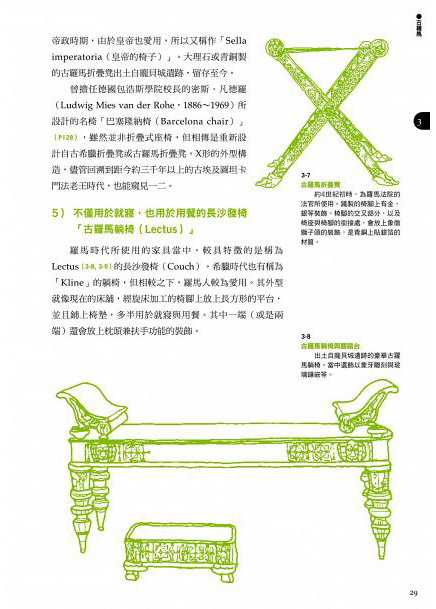 ●古羅馬
3
帝政時期，由於皇帝也愛用，所以又稱作「Sella
imperatoria（皇帝的椅子）」，大理石或青銅製
的古羅馬折疊凳出土自龐貝城遺跡，留存至今。
曾擔任德國包浩斯學院校長的密斯．凡德羅
（Ludwig Mies van der Rohe，1886～1969）所
設計的名椅「巴塞隆納椅（Barcelona chair）」
（P128），雖然並非折疊式座椅，但相傳是重新設
計自古希臘折疊凳或古羅馬折疊凳。X形的外型構
造，儘管回溯到距今約三千年以上的古埃及圖坦卡
門法老王時代，也能窺見一二。
5） 不僅用於就寢，也用於用餐的長沙發椅
「古羅馬躺椅（Lectus）」
羅馬時代所使用的家具當中，較具特徵的是稱為
Lectus（3-8, 3-9）的長沙發椅（Couch）。希臘時代也有稱為
「Kline」的躺椅，但相較之下，羅馬人較為愛用。其外型
就像現在的床舖，經旋床加工的椅腳上放上長方形的平台，
並且鋪上椅墊，多半用於就寢與用餐。其中一端（或是兩
端）還會放上枕頭兼扶手功能的裝飾。
3-7
古羅馬折疊凳
約4世紀初時，為羅馬法院的
法官所使用。鐵製的椅腳上有金、
銀等裝飾。椅腳的交叉部分，以及
椅座與椅腳的銜接處，會放上象徵
獅子頭的裝飾，是青銅上貼銀箔的
材質。
3-8
古羅馬躺椅與腳踏台
出土自龐貝城遺跡的豪華古羅
馬躺椅。當中還飾以象牙雕刻與玻
璃鑲嵌等。
29